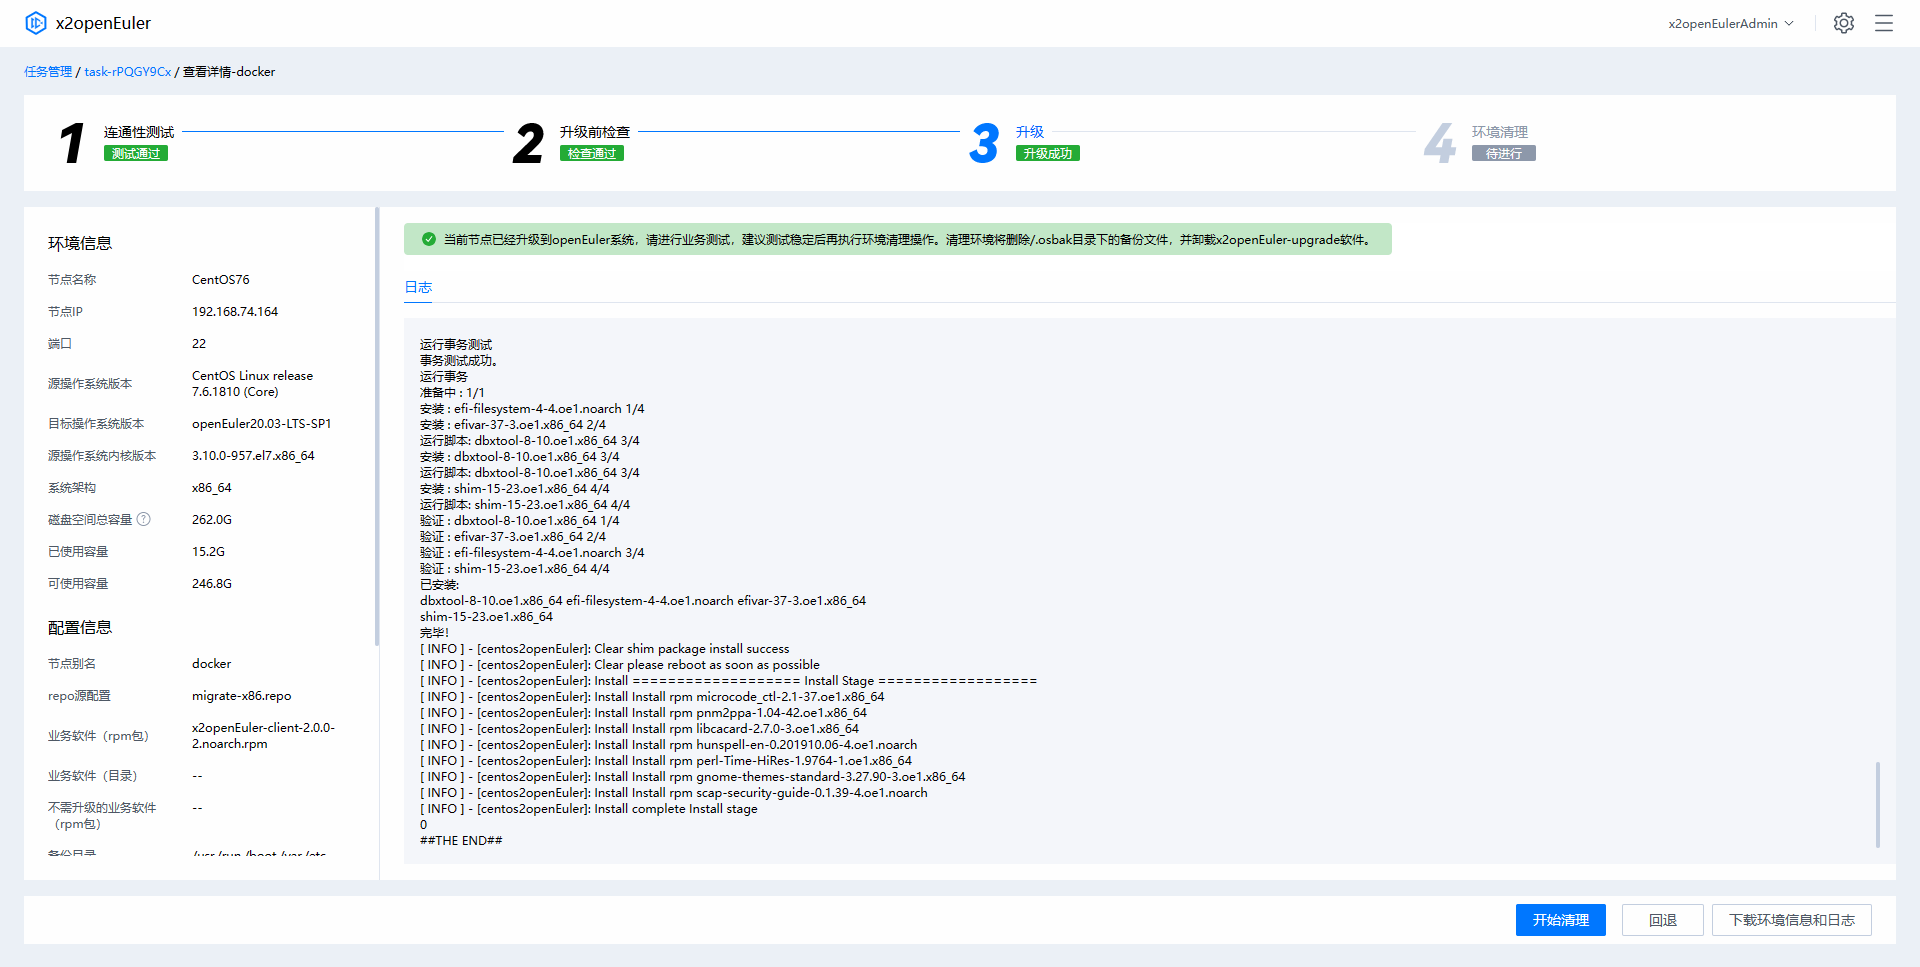 x2openEuler
x2openEulerAdmin
任务管理 / task-rPQGY9Cx / 查看详情-docker
1 连通性测试
测试通过
2 升级前检查
检查通过
3 升级
升级成功
4 环境清理
待进行
环境信息
节点名称 CentOS76
节点IP 192.168.74.164
端口 22
源操作系统版本 CentOS Linux release
7.6.1810 (Core)
目标操作系统版本 openEuler20.03-LTS-SP1
源操作系统内核版本 3.10.0-957.el7.x86_64
系统架构 x86_64
磁盘空间总容量 ? 262.0G
已使用容量 15.2G
可使用容量 246.8G
配置信息
节点别名 docker
repo源配置 migrate-x86.repo
业务软件（rpm包） x2openEuler-client-2.0.0-
2.noarch.rpm
业务软件（目录） --
不需升级的业务软件 --
（rpm包）
备份目录 /usr /run /boot /var /etc
当前节点已经升级到openEuler系统，请进行业务测试，建议测试稳定后再执行环境清理操作。清理环境将删除/.osbak目录下的备份文件，并卸载x2openEuler-upgrade软件。
日志
运行事务测试
事务测试成功。
运行事务
准备中 : 1/1
安装 : efi-filesystem-4-4.oe1.noarch 1/4
安装 : efivar-37-3.oe1.x86_64 2/4
运行脚本: dbxtool-8-10.oe1.x86_64 3/4
安装 : dbxtool-8-10.oe1.x86_64 3/4
运行脚本: dbxtool-8-10.oe1.x86_64 3/4
安装 : shim-15-23.oe1.x86_64 4/4
运行脚本: shim-15-23.oe1.x86_64 4/4
验证 : dbxtool-8-10.oe1.x86_64 1/4
验证 : efivar-37-3.oe1.x86_64 2/4
验证 : efi-filesystem-4-4.oe1.noarch 3/4
验证 : shim-15-23.oe1.x86_64 4/4
已安装:
dbxtool-8-10.oe1.x86_64 efi-filesystem-4-4.oe1.noarch efivar-37-3.oe1.x86_64
shim-15-23.oe1.x86_64
完毕!
[ INFO ] - [centos2openEuler]: Clear shim package install success
[ INFO ] - [centos2openEuler]: Clear please reboot as soon as possible
[ INFO ] - [centos2openEuler]: Install =================== Install Stage ==================
[ INFO ] - [centos2openEuler]: Install Install rpm microcode_ctl-2.1-37.oe1.x86_64
[ INFO ] - [centos2openEuler]: Install Install rpm pnm2ppa-1.04-42.oe1.x86_64
[ INFO ] - [centos2openEuler]: Install Install rpm libcacard-2.7.0-3.oe1.x86_64
[ INFO ] - [centos2openEuler]: Install Install rpm hunspell-en-0.201910.06-4.oe1.noarch
[ INFO ] - [centos2openEuler]: Install Install rpm perl-Time-HiRes-1.9764-1.oe1.x86_64
[ INFO ] - [centos2openEuler]: Install Install rpm gnome-themes-standard-3.27.90-3.oe1.x86_64
[ INFO ] - [centos2openEuler]: Install Install rpm scap-security-guide-0.1.39-4.oe1.noarch
[ INFO ] - [centos2openEuler]: Install complete Install stage
0
##THE END##
开始清理
回退
下载环境信息和日志